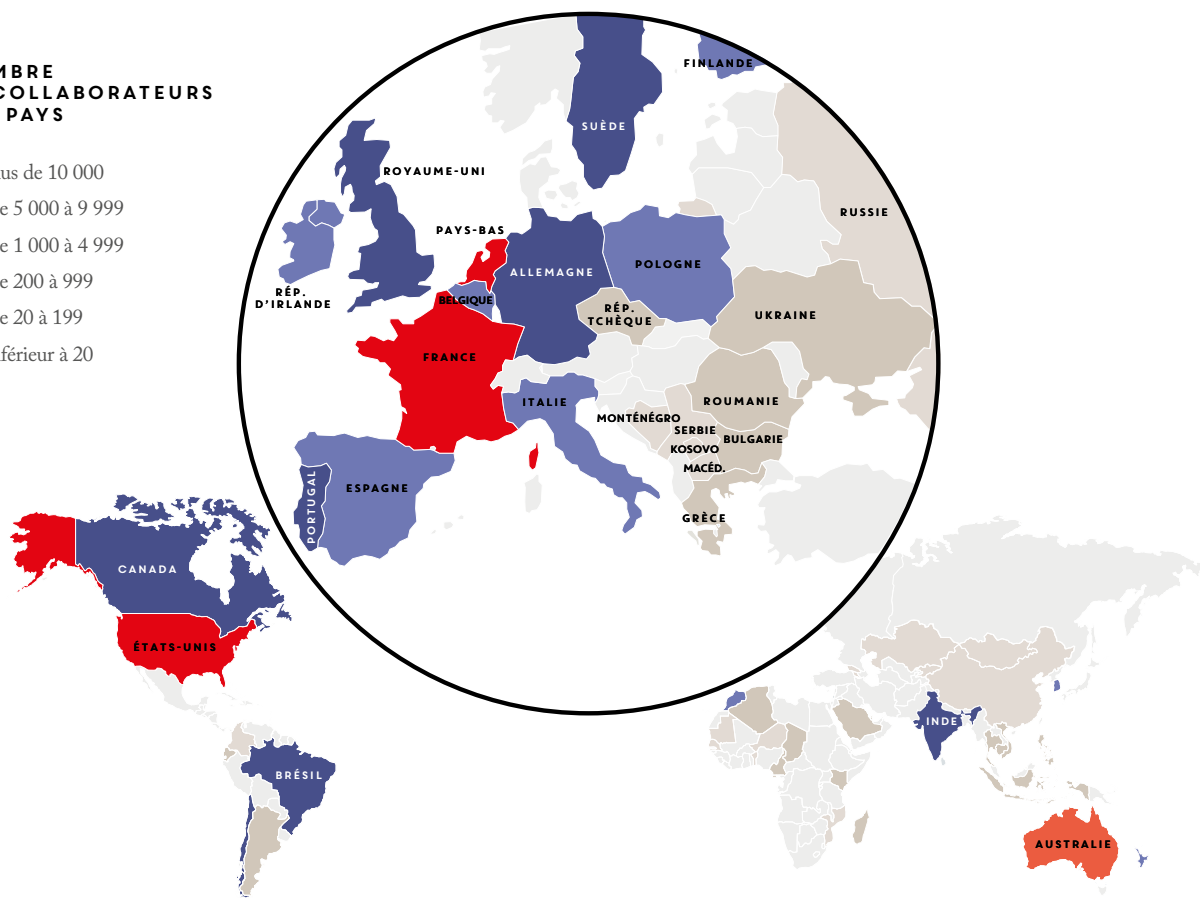 MBRE
COLLABORATEURS
PAYS
us de 10 000
e 5 000 à 9 999
e 1 000 à 4 999
e 200 à 999
e 20 à 199
férieur à 20
FINLANDE
SUÈDE
ROYAUME-UNI
RUSSIE
PAYS-BAS
ALLEMAGNE
POLOGNE
RÉP.
D’IRLANDE
BELGIQUE
RÉP.
TCHÈQUE
UKRAINE
FRANCE
ITALIE
ROUMANIE
MONTÉNÉGRO
SERBIE
BULGARIE
KOSOVO
MACÉD.
ESPAGNE
PORTUGAL
GRÈCE
CANADA
ÉTATS-UNIS
INDE
BRÉSIL
AUSTRALIE